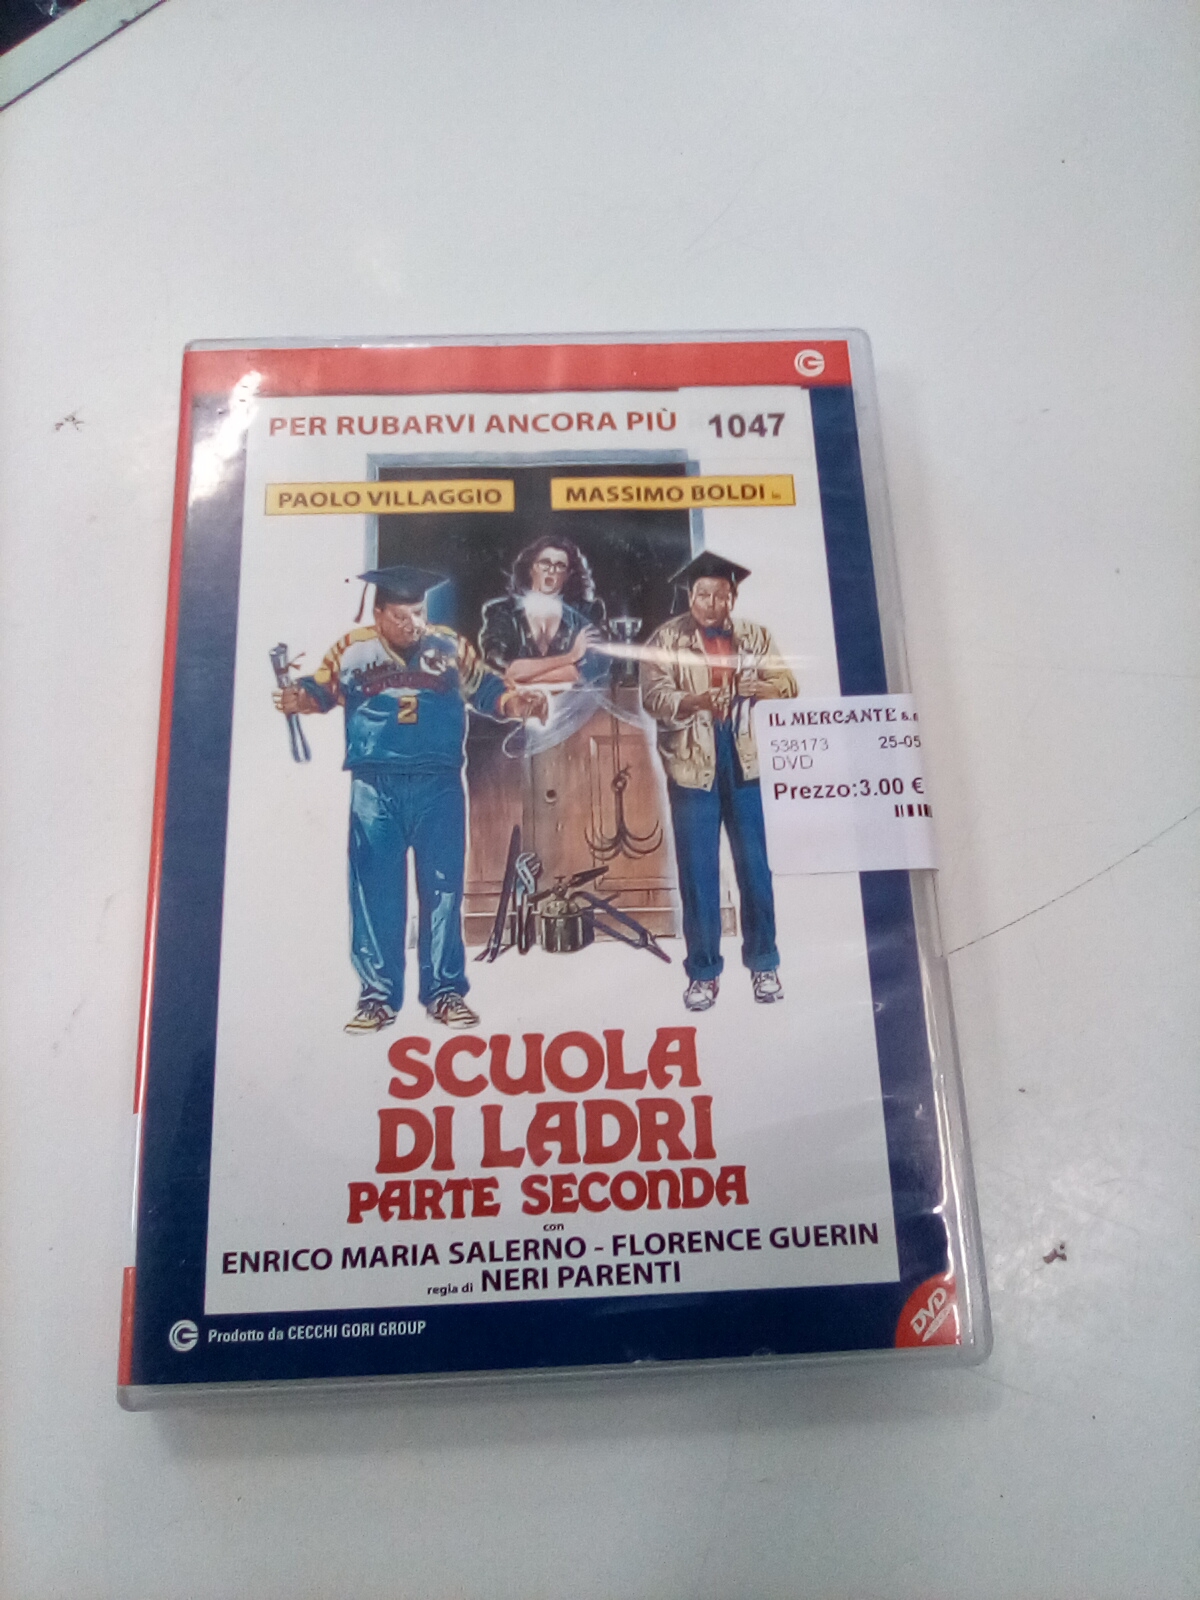 PER RUBARVI ANCORA PIÙ
1047
PAOLO VILLAGGIO
MASSIMO BOLDI in
2
IL MERCANTE s.r
538173 25-05
DVD
Prezzo:3.00 €
SCUOLA
DI LADRI
PARTE SECONDA
con
ENRICO MARIA SALERNO - FLORENCE GUERIN
regia di NERI PARENTI
Prodotto da CECCHI GORI GROUP
DVD